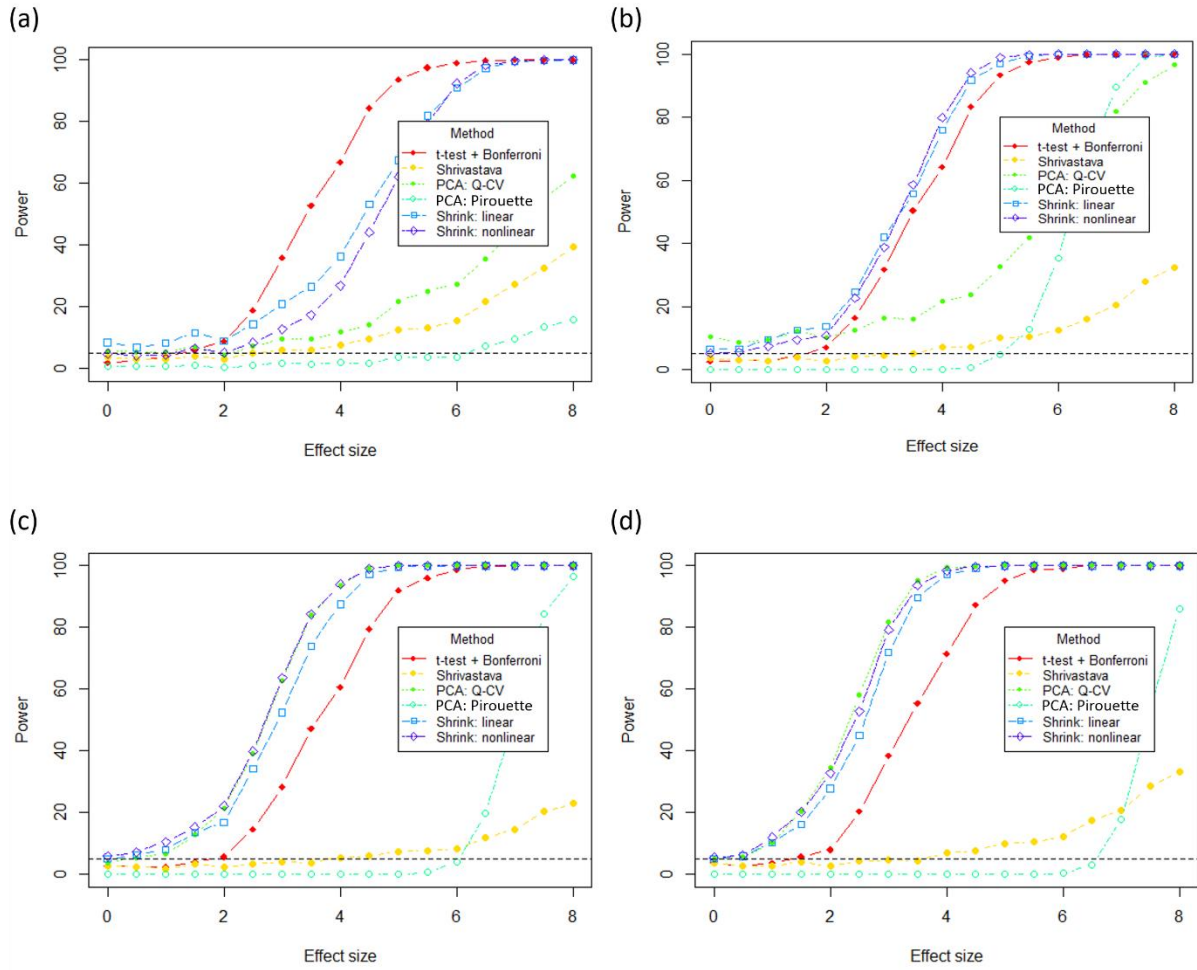 (a)
Power
100
80
60
40
20
0
Method
t-test + Bonferroni
Shrivastava
PCA: Q-CV
PCA: Pirouette
Shrink: linear
Shrink: nonlinear
0 2 4 6 8
Effect size
(b)
Power
100
80
60
40
20
0
Method
t-test + Bonferroni
Shrivastava
PCA: Q-CV
PCA: Pirouette
Shrink: linear
Shrink: nonlinear
0 2 4 6 8
Effect size
(c)
Power
100
80
60
40
20
0
Method
t-test + Bonferroni
Shrivastava
PCA: Q-CV
PCA: Pirouette
Shrink: linear
Shrink: nonlinear
0 2 4 6 8
Effect size
(d)
Power
100
80
60
40
20
0
Method
t-test + Bonferroni
Shrivastava
PCA: Q-CV
PCA: Pirouette
Shrink: linear
Shrink: nonlinear
0 2 4 6 8
Effect size